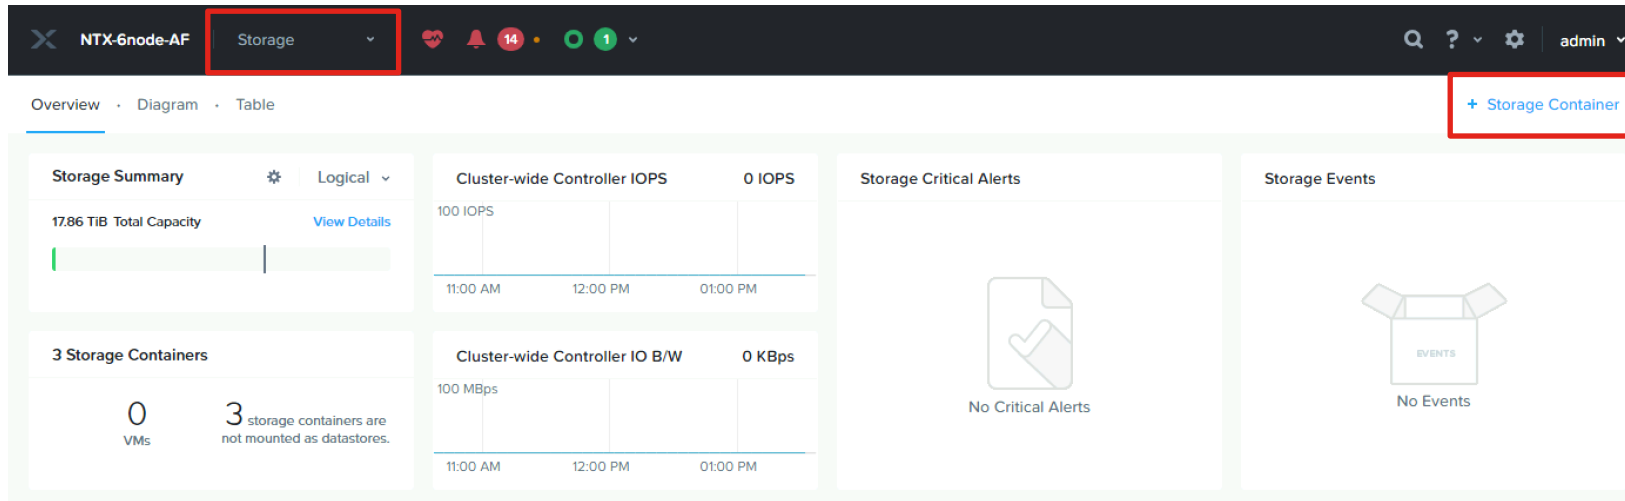 NTX-6node-AF Storage 14 1 ? admin
Overview · Diagram · Table + Storage Container
Storage Summary Logical
17.86 TiB Total Capacity View Details
3 Storage Containers
0
VMs
3 storage containers are
not mounted as datastores.
Cluster-wide Controller IOPS 0 IOPS
100 IOPS
11:00 AM 12:00 PM 01:00 PM
Cluster-wide Controller IO B/W 0 KBps
100 MBps
11:00 AM 12:00 PM 01:00 PM
Storage Critical Alerts
No Critical Alerts
Storage Events
EVENTS
No Events